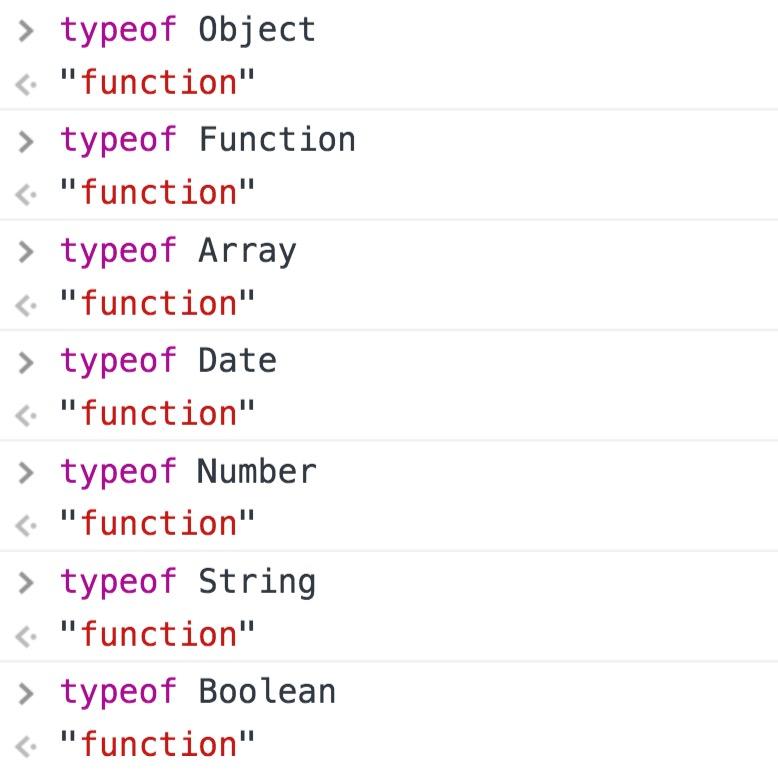 > typeof Object
<· "function"
> typeof Function
<· "function"
> typeof Array
<· "function"
> typeof Date
<· "function"
> typeof Number
<· "function"
> typeof String
<· "function"
> typeof Boolean
<· "function"